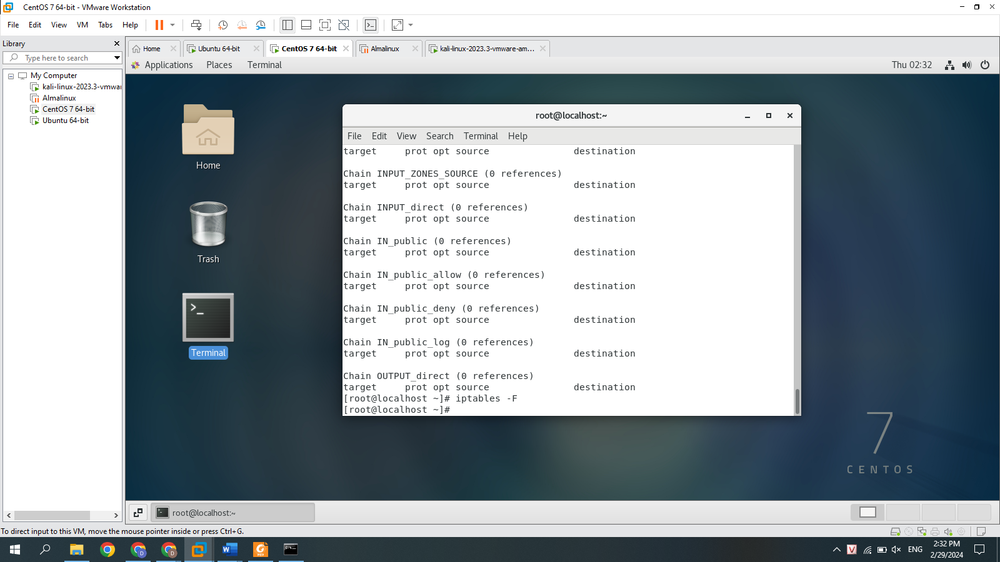 CentOS 7 64-bit - VMware Workstation
File Edit View VM Tabs Help
Library
Type here to search
My Computer
kali-linux-2023.3-vmwar
Almalinux
CentOS 7 64-bit
Ubuntu 64-bit
Home
Ubuntu 64-bit
CentOS 7 64-bit
Almalinux
kali-linux-2023.3-vmware-am...
Applications Places Terminal
Thu 02:32
Home
Trash
>_
Terminal
root@localhost:~
File Edit View Search Terminal Help
target     prot opt source               destination
Chain INPUT_ZONES_SOURCE (0 references)
target     prot opt source               destination
Chain INPUT_direct (0 references)
target     prot opt source               destination
Chain IN_public (0 references)
target     prot opt source               destination
Chain IN_public_allow (0 references)
target     prot opt source               destination
Chain IN_public_deny (0 references)
target     prot opt source               destination
Chain IN_public_log (0 references)
target     prot opt source               destination
Chain OUTPUT_direct (0 references)
target     prot opt source               destination
[root@localhost ~]# iptables -F
[root@localhost ~]#
7
CENTOS
root@localhost:~
To direct input to this VM, move the mouse pointer inside or press Ctrl+G.
ENG
2:32 PM
2/29/2024